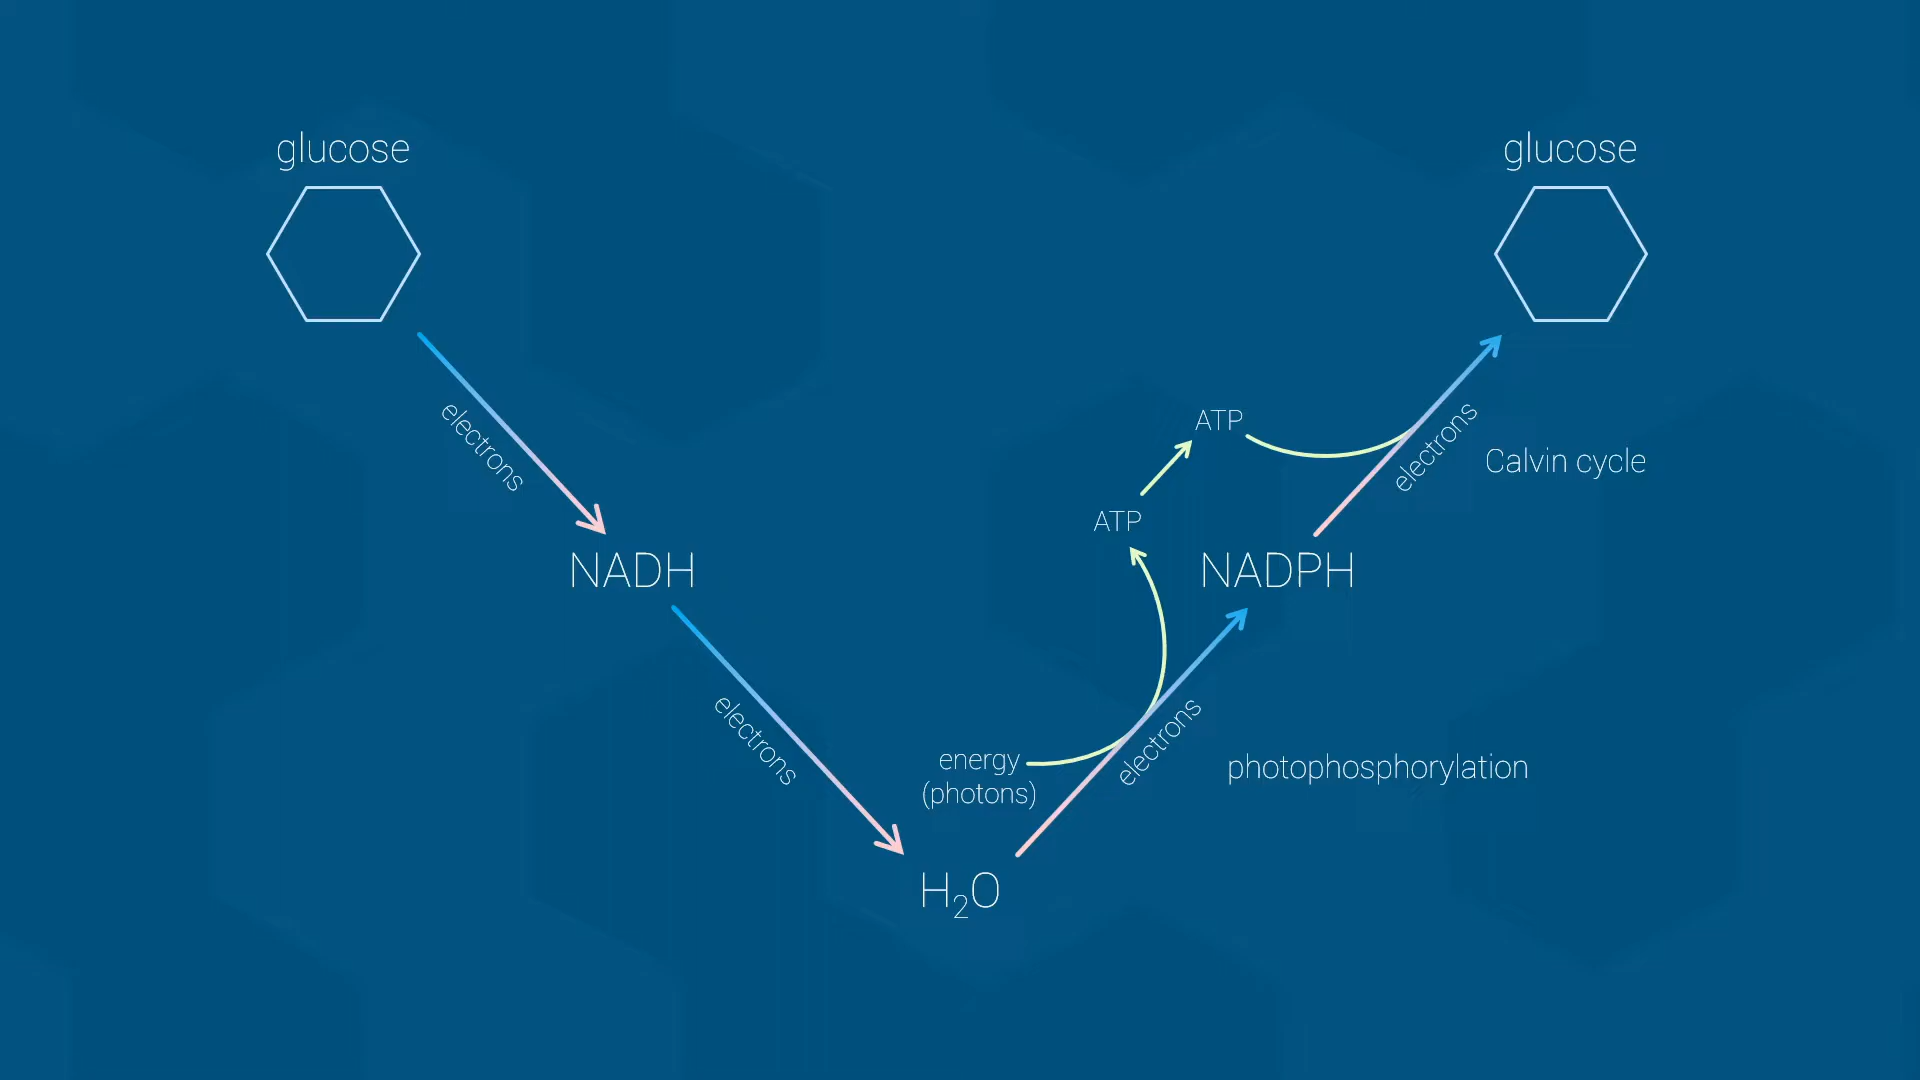 glucose
glucose
electrons
ATP
electrons
Calvin cycle
ATP
NADH
NADPH
electrons
energy
(photons)
electrons
photophosphorylation
H₂O